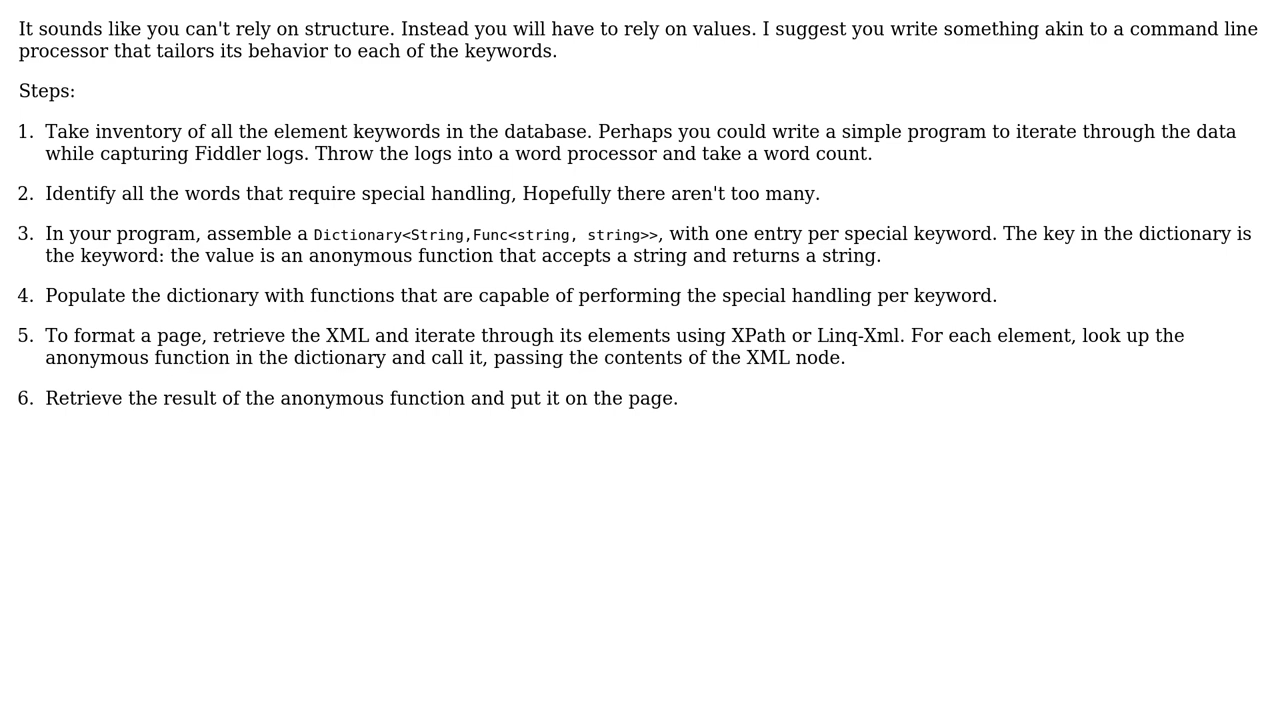 It sounds like you can't rely on structure. Instead you will have to rely on values. I suggest you write something akin to a command line
processor that tailors its behavior to each of the keywords.
Steps:
1. Take inventory of all the element keywords in the database. Perhaps you could write a simple program to iterate through the data
while capturing Fiddler logs. Throw the logs into a word processor and take a word count.
2. Identify all the words that require special handling, Hopefully there aren't too many.
3. In your program, assemble a Dictionary<String,Func<string, string>>, with one entry per special keyword. The key in the dictionary is
the keyword: the value is an anonymous function that accepts a string and returns a string.
4. Populate the dictionary with functions that are capable of performing the special handling per keyword.
5. To format a page, retrieve the XML and iterate through its elements using XPath or Linq-Xml. For each element, look up the
anonymous function in the dictionary and call it, passing the contents of the XML node.
6. Retrieve the result of the anonymous function and put it on the page.